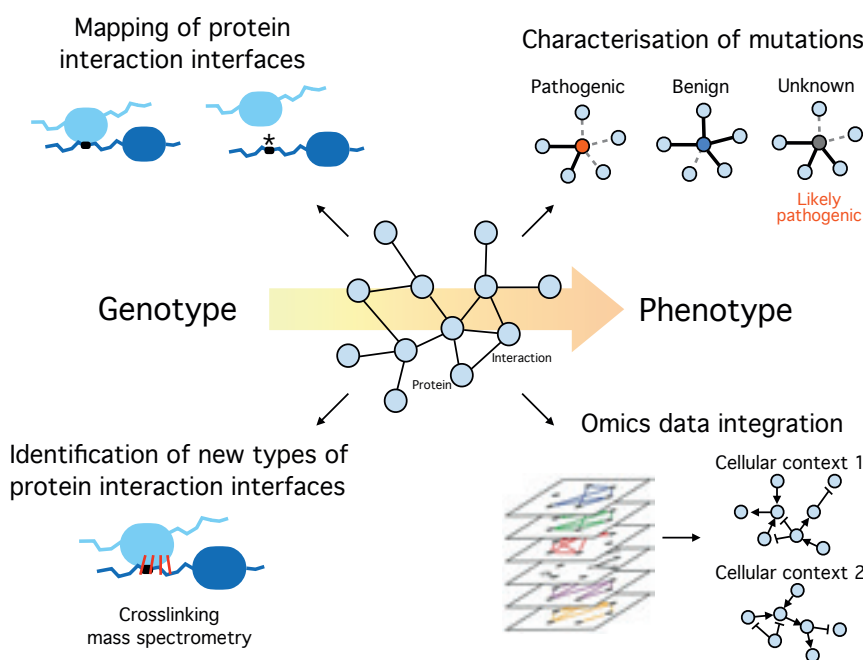 Mapping of protein
interaction interfaces
*
Characterisation of mutations
Pathogenic
Benign
Unknown
Likely
pathogenic
Genotype
Phenotype
Protein
Interaction
Identification of new types of
protein interaction interfaces
Crosslinking
mass spectrometry
Omics data integration
Cellular context 1
Cellular context 2